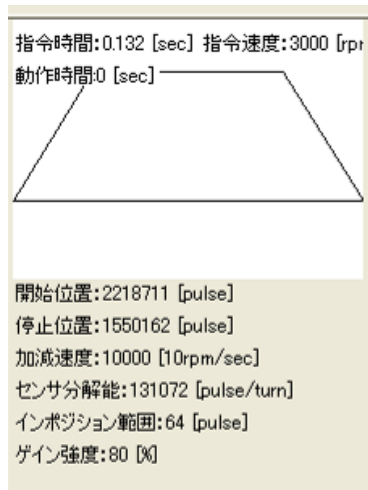 指令時間:0.132 [sec] 指令速度:3000 [rpr
動作時間:0 [sec]
開始位置:2218711 [pulse]
停止位置:1550162 [pulse]
加減速度:10000 [10rpm/sec]
センサ分解能:131072 [pulse/turn]
インポジション範囲:64 [pulse]
ゲイン強度:80 [%]